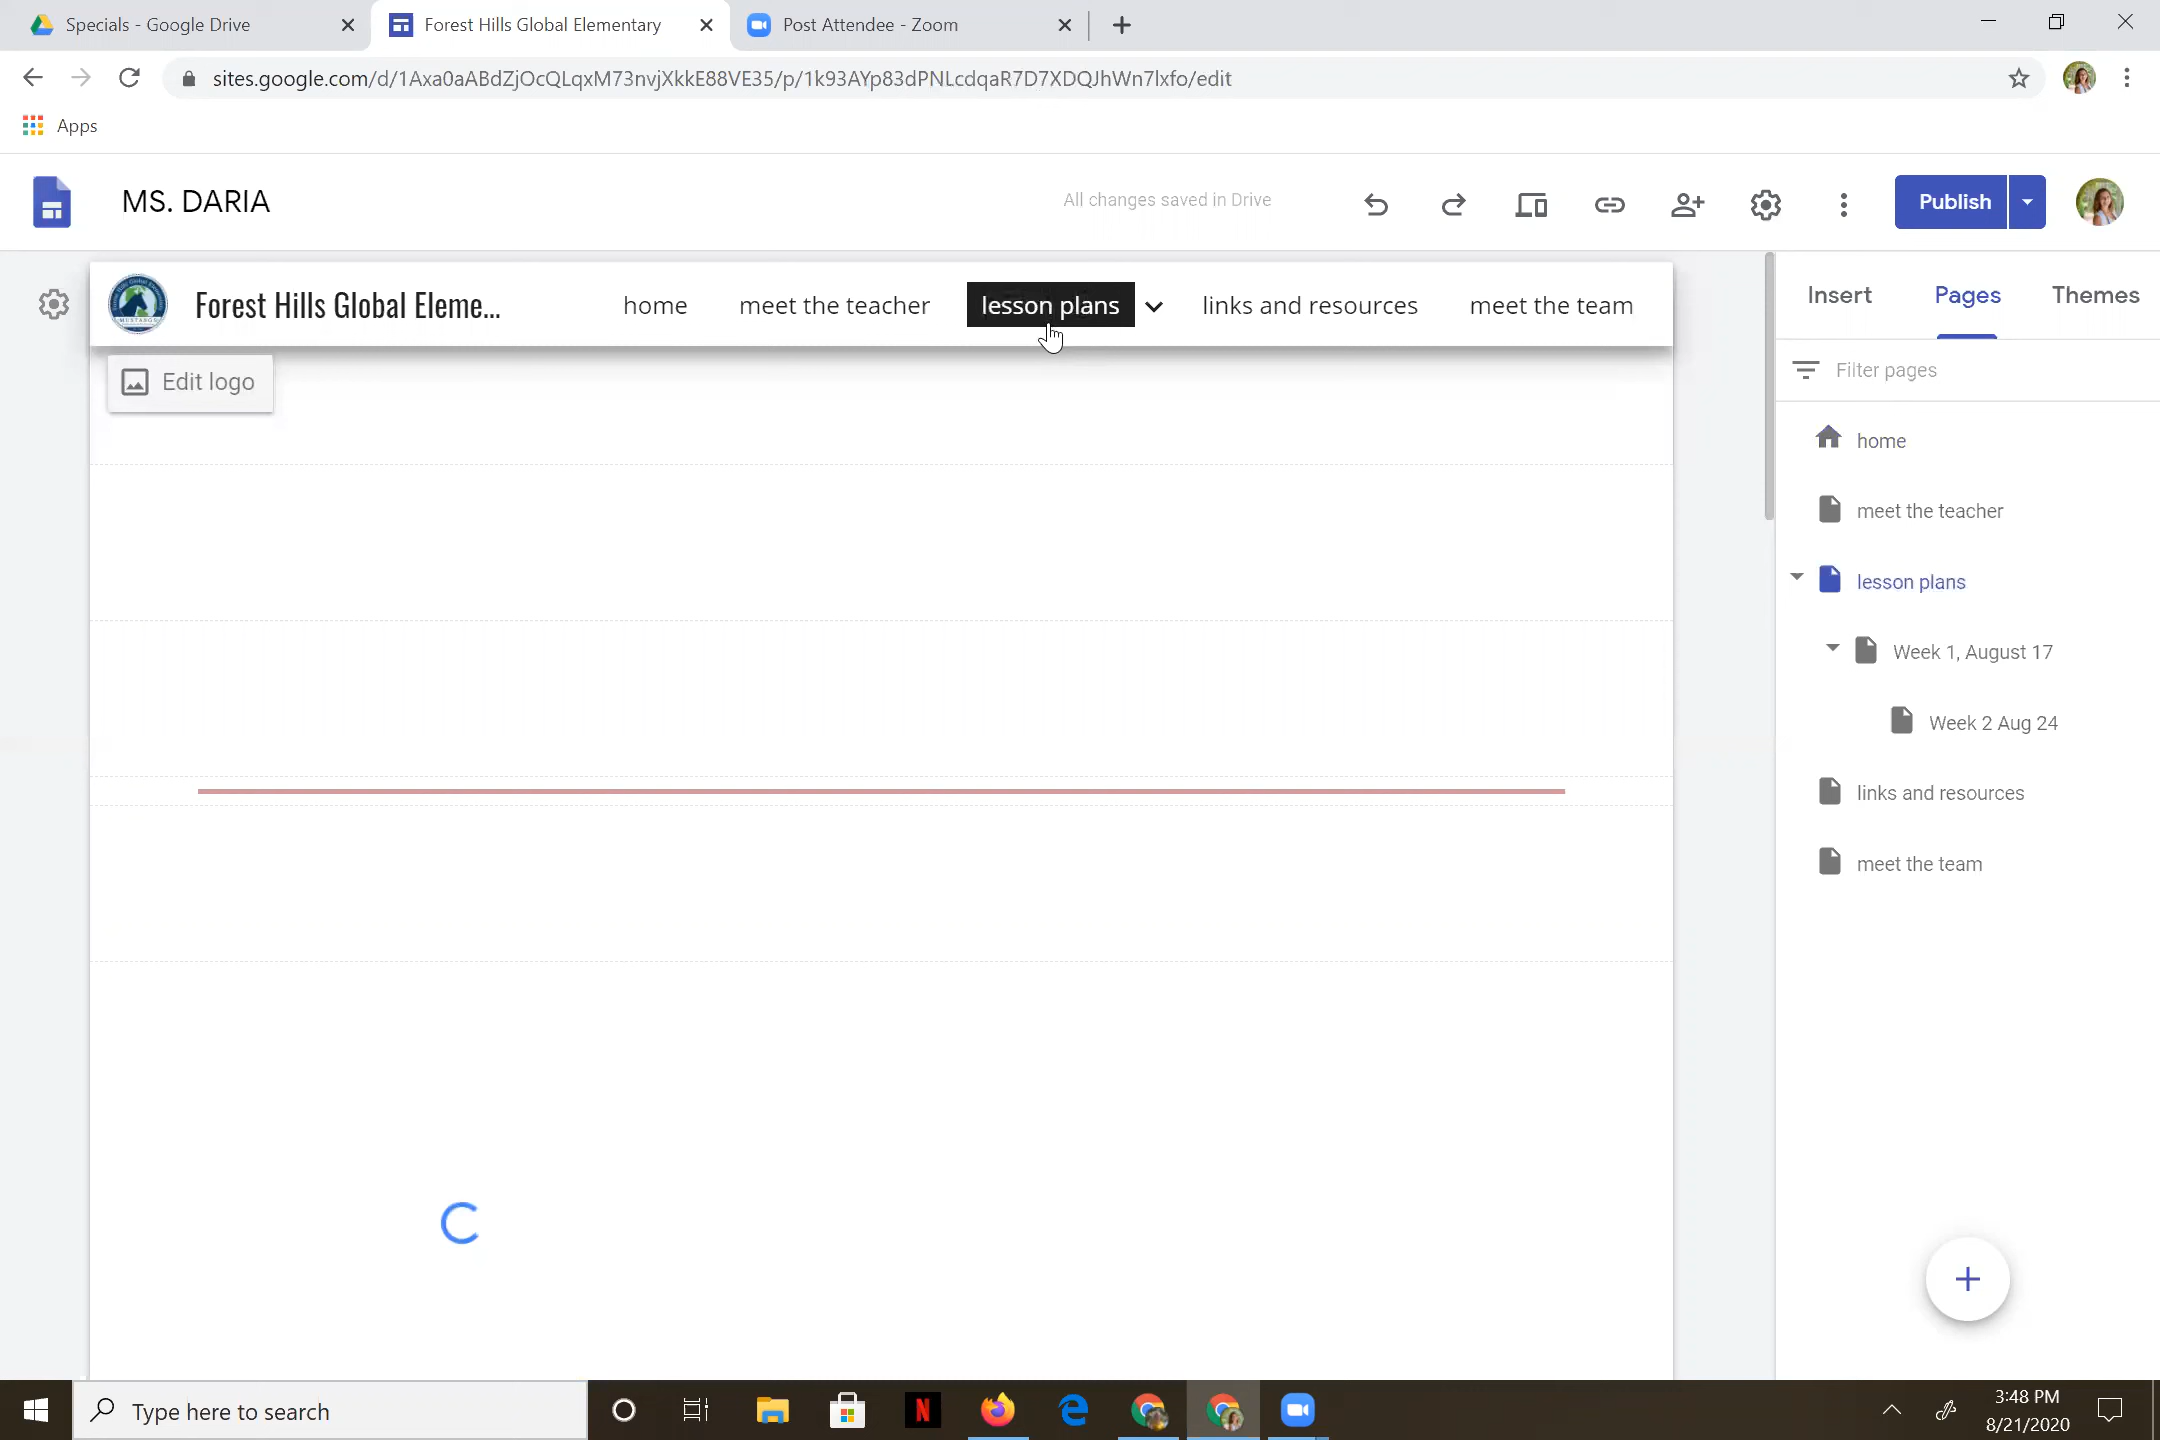 Specials - Google Drive
Forest Hills Global Elementary
Post Attendee - Zoom
sites.google.com/d/1Axa0aABdZjOcQLqxM73nvjXkkE88VE35/p/1k93AYp83dPNLcdqaR7D7XDQJhWn7lxfo/edit
Apps
MS. DARIA
All changes saved in Drive
Publish
Forest Hills Global Eleme...
home
meet the teacher
lesson plans
links and resources
meet the team
Edit logo
Insert
Pages
Themes
Filter pages
home
meet the teacher
lesson plans
Week 1, August 17
Week 2 Aug 24
links and resources
meet the team
Type here to search
3:48 PM
8/21/2020